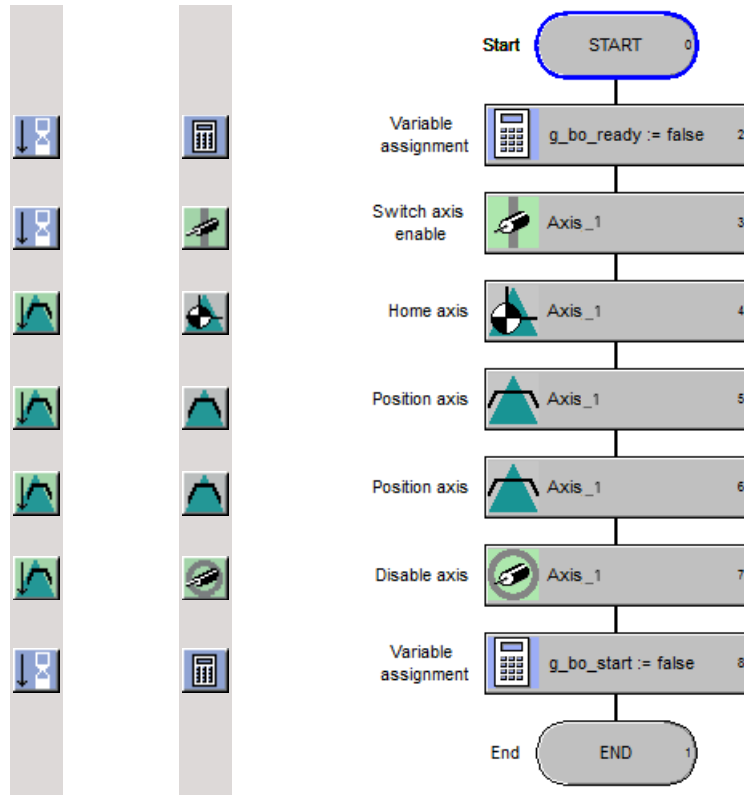 Start START 0
Variable
assignment
g_bo_ready := false 2
Switch axis
enable
Axis_1 3
Home axis Axis_1 4
Position axis Axis_1 5
Position axis Axis_1 6
Disable axis Axis_1 7
Variable
assignment
g_bo_start := false 8
End END 1